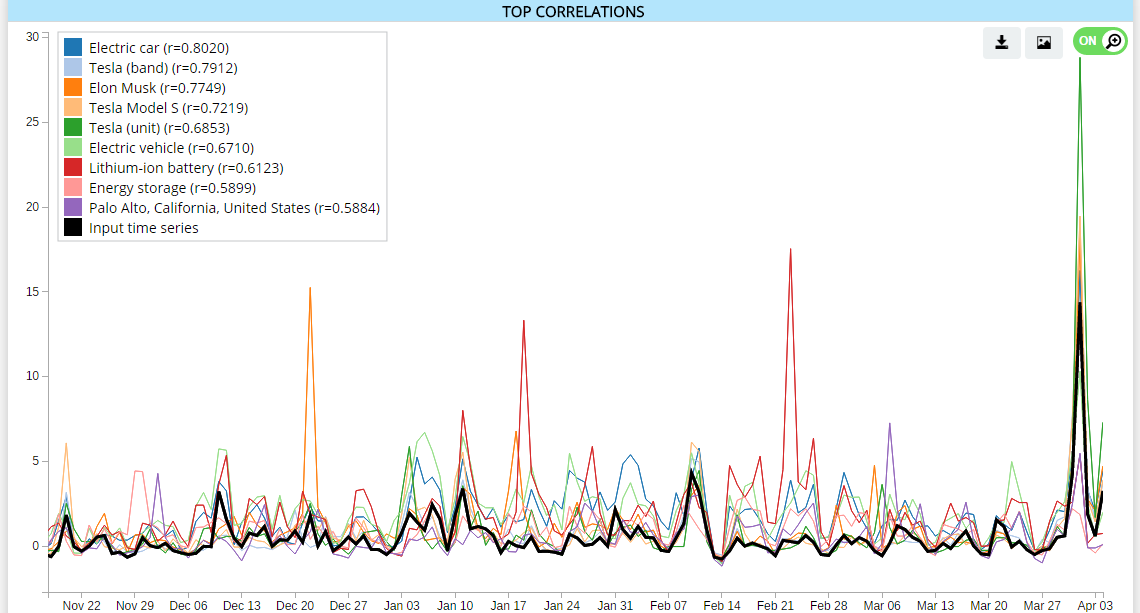 TOP CORRELATIONS
ON
30
25
20
15
10
5
0
Electric car (r=0.8020)
Tesla (band) (r=0.7912)
Elon Musk (r=0.7749)
Tesla Model S (r=0.7219)
Tesla (unit) (r=0.6853)
Electric vehicle (r=0.6710)
Lithium-ion battery (r=0.6123)
Energy storage (r=0.5899)
Palo Alto, California, United States (r=0.5884)
Input time series
Nov 22 Nov 29 Dec 06 Dec 13 Dec 20 Dec 27 Jan 03 Jan 10 Jan 17 Jan 24 Jan 31 Feb 07 Feb 14 Feb 21 Feb 28 Mar 06 Mar 13 Mar 20 Mar 27 Apr 03